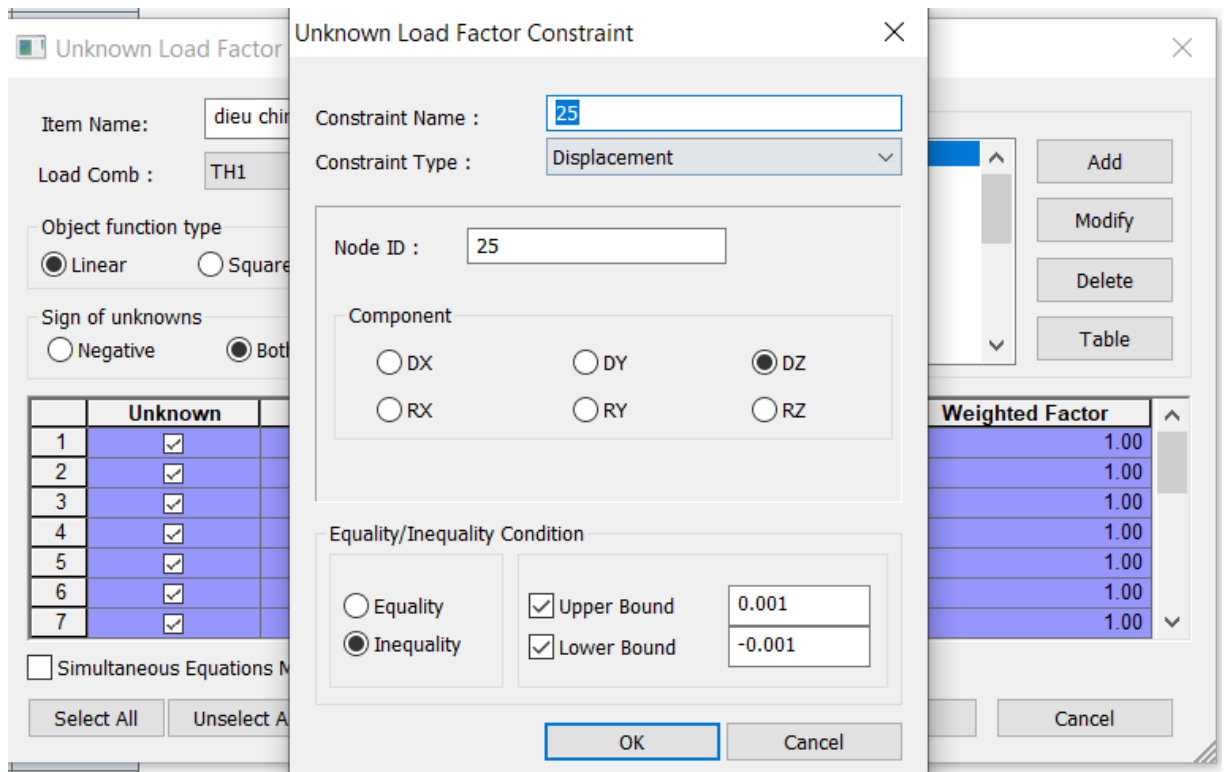 Unknown Load Factor Constraint
Unknown Load Factor
Item Name: dieu chin
Load Comb : TH1
Object function type
Linear Square
Sign of unknowns
Negative Both
Constraint Name : 25
Constraint Type : Displacement
Node ID : 25
Component
DX DY DZ
RX RY RZ
Equality/Inequality Condition
Equality
Inequality
Upper Bound 0.001
Lower Bound -0.001
OK Cancel
Add
Modify
Delete
Table
Unknown Weighted Factor
1 1.00
2 1.00
3 1.00
4 1.00
5 1.00
6 1.00
7 1.00
Simultaneous Equations M
Select All Unselect A Cancel